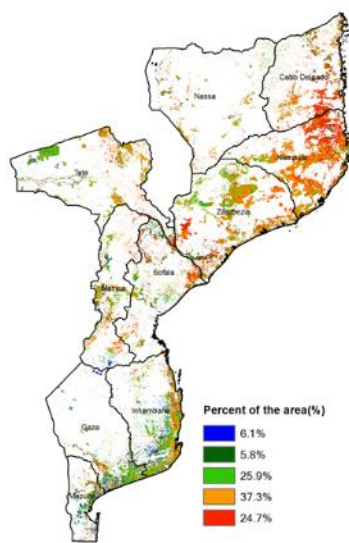 Cabo Delgado
Nassa
Nampula
Tete
Zambezia
Sofala
Manica
Inhambane
Gaza
Maputo
Percent of the area(%)
6.1%
5.8%
25.9%
37.3%
24.7%